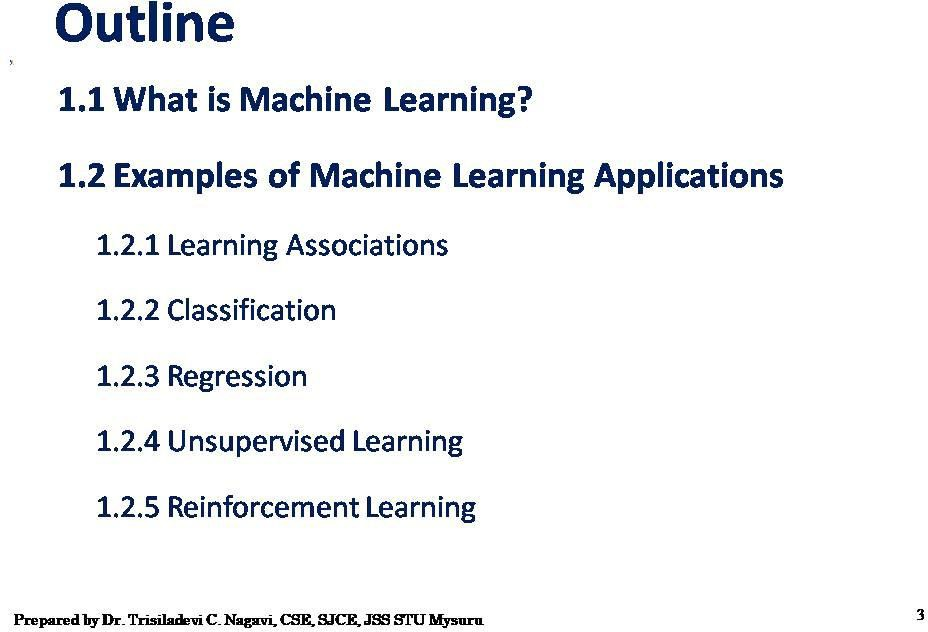 Outline
1.1 What is Machine Learning?
1.2 Examples of Machine Learning Applications
1.2.1 Learning Associations
1.2.2 Classification
1.2.3 Regression
1.2.4 Unsupervised Learning
1.2.5 Reinforcement Learning
Prepared by Dr. Trisiladevi C. Nagavi, CSE, SJCE, JSS STU Mysuru
3